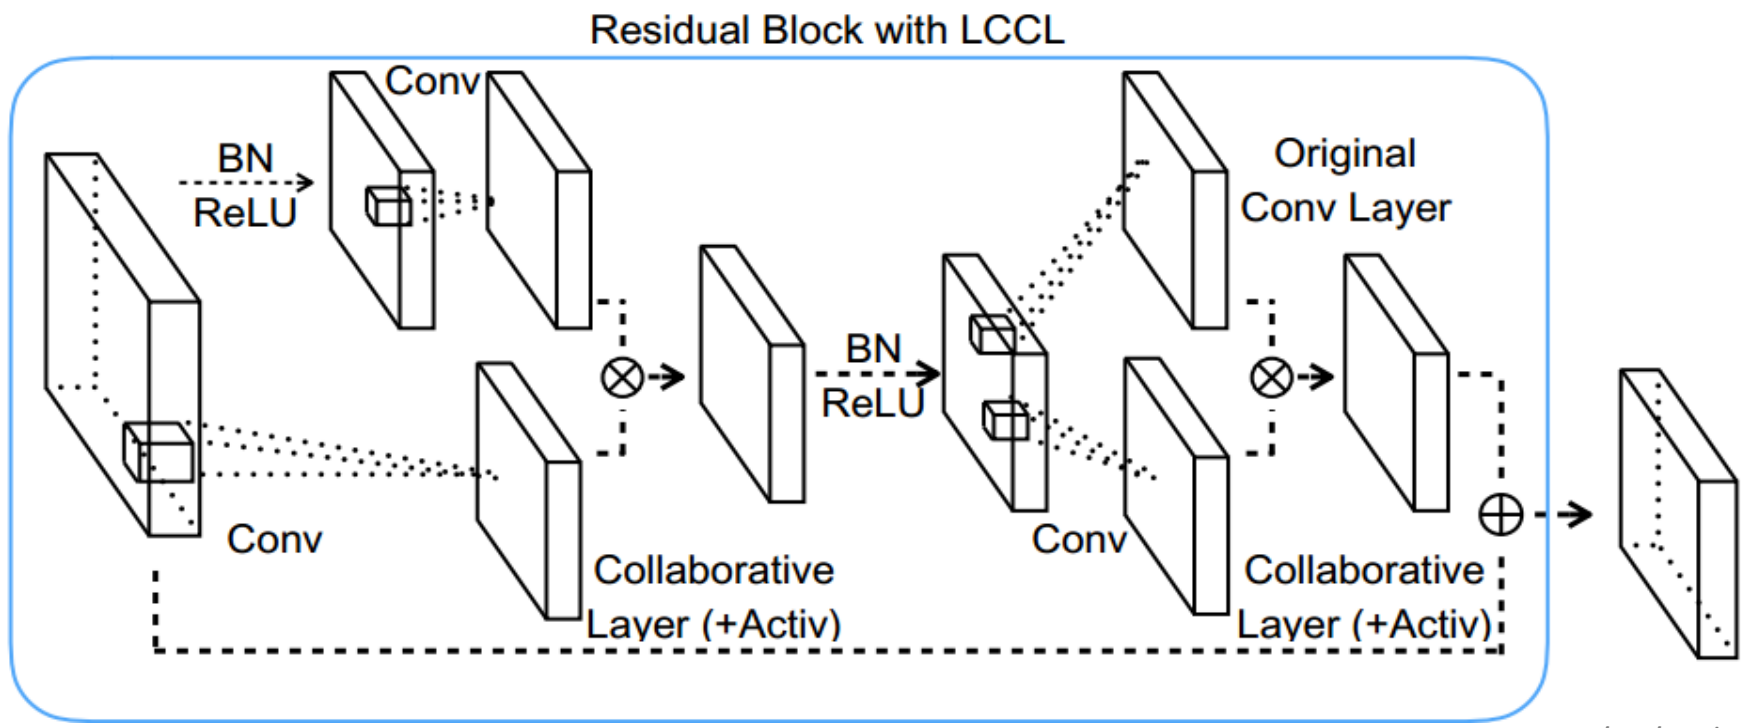 Residual Block with LCCL
Conv
BN
ReLU
Original
Conv Layer
BN
ReLU
Conv
Collaborative
Layer (+Activ)
Conv
Collaborative
Layer (+Activ)